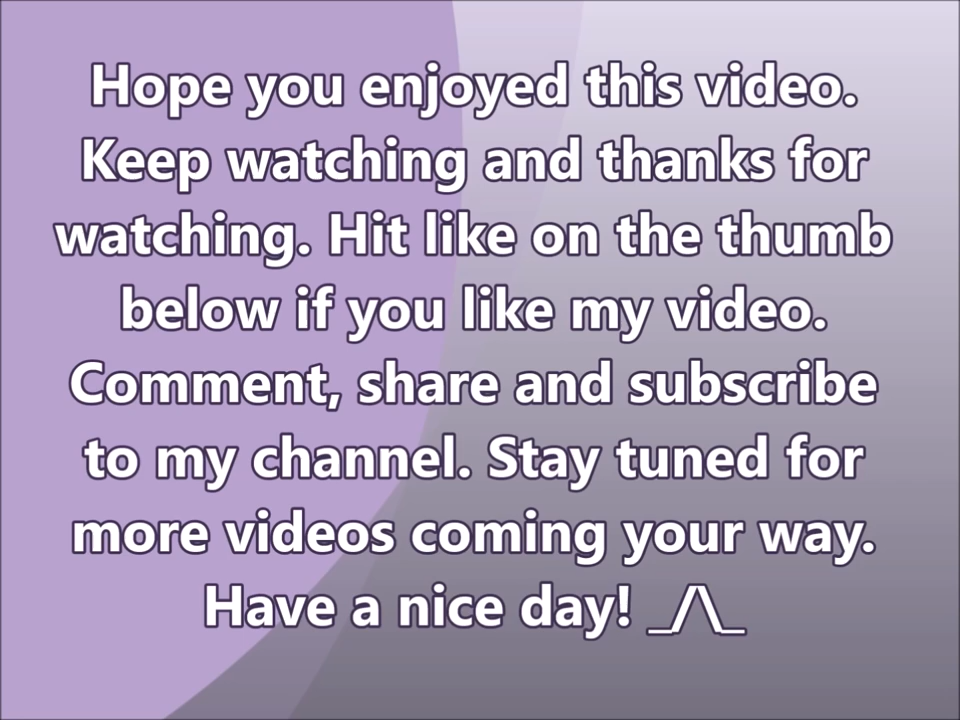 Hope you enjoyed this video.
Keep watching and thanks for
watching. Hit like on the thumb
below if you like my video.
Comment, share and subscribe
to my channel. Stay tuned for
more videos coming your way.
Have a nice day! _/\_